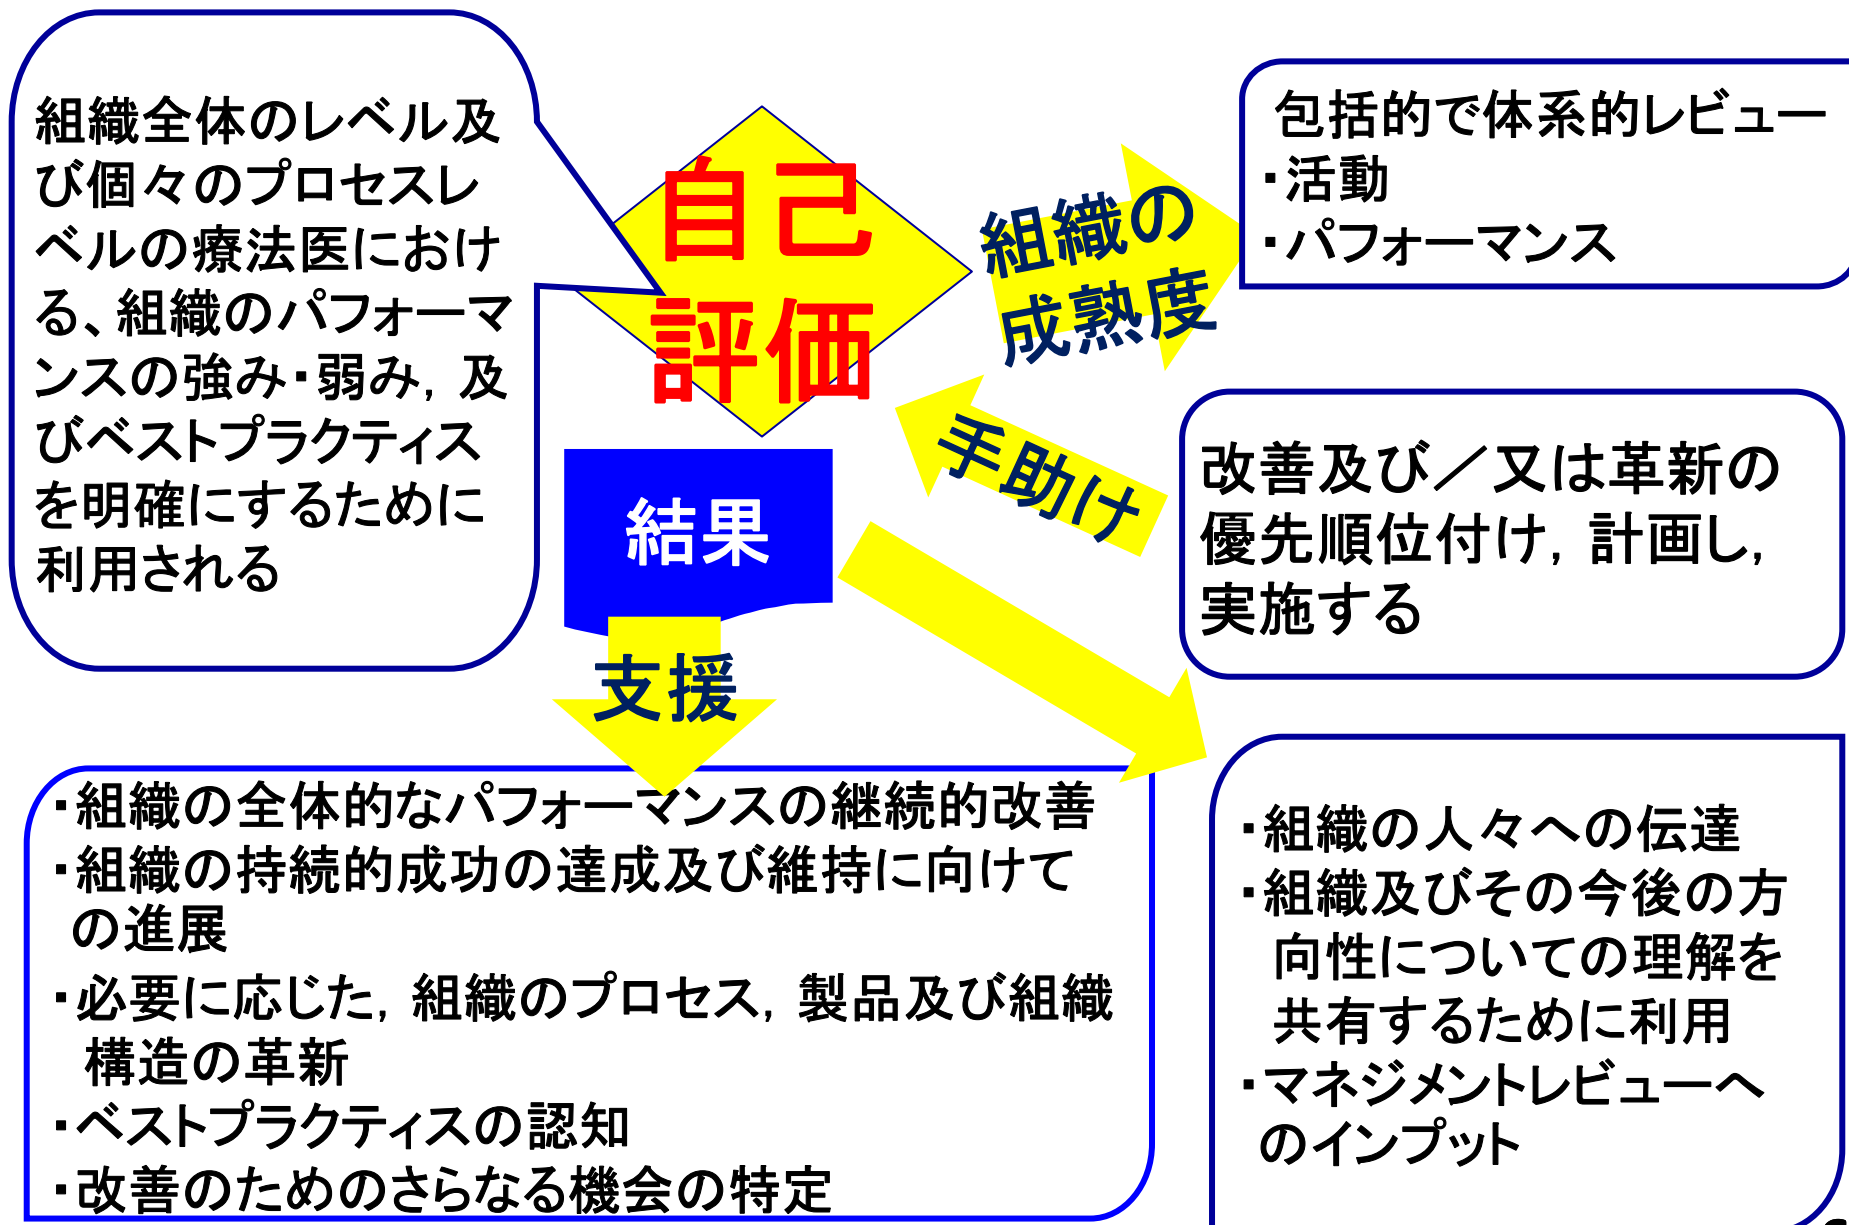 組織全体のレベル及
び個々のプロセスレ
ベルの療法医におけ
る、組織のパフォーマ
ンスの強み・弱み，及
びベストプラクティス
を明確にするために
利用される
自己
評価
組織の
成熟度
包括的で体系的レビュー
・活動
・パフォーマンス
手助け
改善及び／又は革新の
優先順位付け，計画し，
実施する
結果
支援
・組織の全体的なパフォーマンスの継続的改善
・組織の持続的成功の達成及び維持に向けて
の進展
・必要に応じた，組織のプロセス，製品及び組織
構造の革新
・ベストプラクティスの認知
・改善のためのさらなる機会の特定
・組織の人々への伝達
・組織及びその今後の方
向性についての理解を
共有するために利用
・マネジメントレビューへ
のインプット